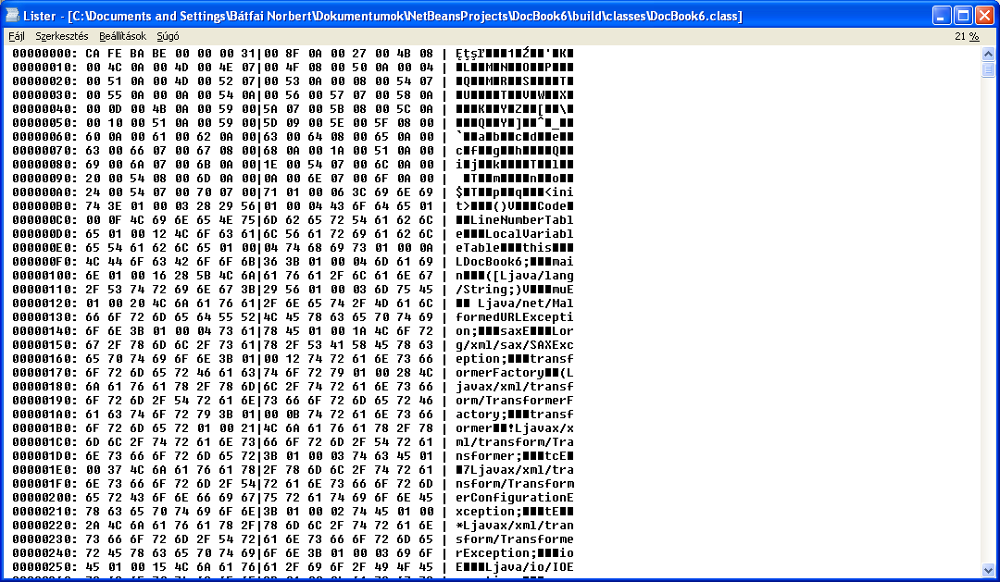 Lister - [C:\Documents and Settings\Bátfai Norbert\Dokumentumok\NetBeansProjects\DocBook6\build\classes\DocBook6.class]
Fájl Szerkesztés Beállítások Súgó 21 %
00000000: CA FE BA BE 00 00 00 31|00 8F 0A 00 27 00 4B 08 | Ęţşľ■■■1■Ź■■'■K■
00000010: 00 4C 0A 00 4D 00 4E 07|00 4F 08 00 50 0A 00 04 | ■L■■M■N■■O■■P■■■
00000020: 00 51 0A 00 4D 00 52 07|00 53 0A 00 08 00 54 07 | ■Q■■M■R■■S■■■■T■
00000030: 00 55 0A 00 0A 00 54 0A|00 56 00 57 07 00 58 0A | ■U■■■■T■■V■W■■X■
00000040: 00 0D 00 4B 0A 00 59 00|5A 07 00 5B 08 00 5C 0A | ■■■K■■Y■Z■■[■■\■
00000050: 00 10 00 51 0A 00 59 00|5D 09 00 5E 00 5F 08 00 | ■■■Q■■Y■]■■^■_■■
00000060: 60 0A 00 61 00 62 0A 00|63 00 64 08 00 65 0A 00 | `■■a■b■■c■d■■e■■
00000070: 63 00 66 07 00 67 08 00|68 0A 00 1A 00 51 0A 00 | c■f■■g■■h■■■■Q■■
00000080: 69 00 6A 07 00 6B 0A 00|1E 00 54 07 00 6C 0A 00 | i■j■■k■■■■T■■l■■
00000090: 20 00 54 08 00 6D 0A 00|0A 00 6E 07 00 6F 0A 00 |  ■T■■m■■■■n■■o■■
000000A0: 24 00 54 07 00 70 07 00|71 01 00 06 3C 69 6E 69 | $■T■■p■■q■■■<ini
000000B0: 74 3E 01 00 03 28 29 56|01 00 04 43 6F 64 65 01 | t>■■■()V■■■Code■
000000C0: 00 0F 4C 69 6E 65 4E 75|6D 62 65 72 54 61 62 6C | ■■LineNumberTabl
000000D0: 65 01 00 12 4C 6F 63 61|6C 56 61 72 69 61 62 6C | e■■■LocalVariabl
000000E0: 65 54 61 62 6C 65 01 00|04 74 68 69 73 01 00 0A | eTable■■■this■■■
000000F0: 4C 44 6F 63 42 6F 6F 6B|36 3B 01 00 04 6D 61 69 | LDocBook6;■■■mai
00000100: 6E 01 00 16 28 5B 4C 6A|61 76 61 2F 6C 61 6E 67 | n■■■([Ljava/lang
00000110: 2F 53 74 72 69 6E 67 3B|29 56 01 00 03 6D 75 45 | /String;)V■■■muE
00000120: 01 00 20 4C 6A 61 76 61|2F 6E 65 74 2F 4D 61 6C | ■■ Ljava/net/Mal
00000130: 66 6F 72 6D 65 64 55 52|4C 45 78 63 65 70 74 69 | formedURLExcepti
00000140: 6F 6E 3B 01 00 04 73 61|78 45 01 00 1A 4C 6F 72 | on;■■■saxE■■■Lor
00000150: 67 2F 78 6D 6C 2F 73 61|78 2F 53 41 58 45 78 63 | g/xml/sax/SAXExc
00000160: 65 70 74 69 6F 6E 3B 01|00 12 74 72 61 6E 73 66 | eption;■■■transf
00000170: 6F 72 6D 65 72 46 61 63|74 6F 72 79 01 00 28 4C | ormerFactory■■(L
00000180: 6A 61 76 61 78 2F 78 6D|6C 2F 74 72 61 6E 73 66 | javax/xml/transf
00000190: 6F 72 6D 2F 54 72 61 6E|73 66 6F 72 6D 65 72 46 | orm/TransformerF
000001A0: 61 63 74 6F 72 79 3B 01|00 0B 74 72 61 6E 73 66 | actory;■■■transf
000001B0: 6F 72 6D 65 72 01 00 21|4C 6A 61 76 61 78 2F 78 | ormer■■!Ljavax/x
000001C0: 6D 6C 2F 74 72 61 6E 73|66 6F 72 6D 2F 54 72 61 | ml/transform/Tra
000001D0: 6E 73 66 6F 72 6D 65 72|3B 01 00 03 74 63 45 01 | nsformer;■■■tcE■
000001E0: 00 37 4C 6A 61 76 61 78|2F 78 6D 6C 2F 74 72 61 | ■7Ljavax/xml/tra
000001F0: 6E 73 66 6F 72 6D 2F 54|72 61 6E 73 66 6F 72 6D | nsform/Transform
00000200: 65 72 43 6F 6E 66 69 67|75 72 61 74 69 6F 6E 45 | erConfigurationE
00000210: 78 63 65 70 74 69 6F 6E|3B 01 00 02 74 45 01 00 | xception;■■■tE■■
00000220: 2A 4C 6A 61 76 61 78 2F|78 6D 6C 2F 74 72 61 6E | *Ljavax/xml/tran
00000230: 73 66 6F 72 6D 2F 54 72|61 6E 73 66 6F 72 6D 65 | sform/Transforme
00000240: 72 45 78 63 65 70 74 69|6F 6E 3B 01 00 03 69 6F | rException;■■■io
00000250: 45 01 00 15 4C 6A 61 76|61 2F 69 6F 2F 49 4F 45 | E■■■Ljava/io/IOE